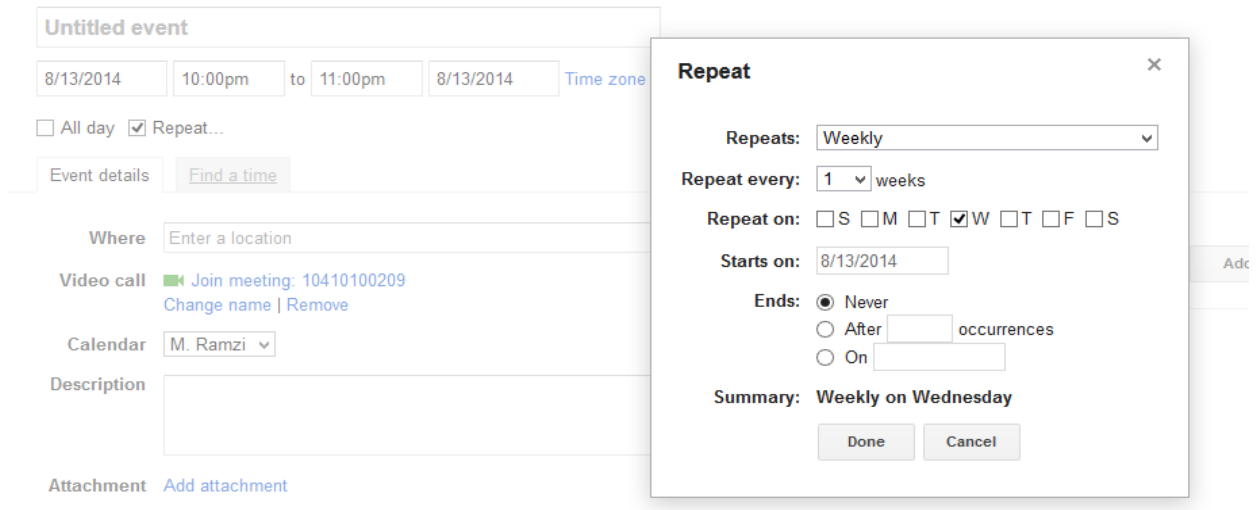 Untitled event
8/13/2014 10:00pm to 11:00pm 8/13/2014 Time zone
All day Repeat...
Event details Find a time
Where Enter a location
Video call Join meeting: 10410100209
Change name | Remove
Calendar M. Ramzi
Description
Attachment Add attachment
Repeat ×
Repeats: Weekly
Repeat every: 1 weeks
Repeat on: S M T W T F S
Starts on: 8/13/2014
Ends: Never
After occurrences
On
Summary: Weekly on Wednesday
Done Cancel